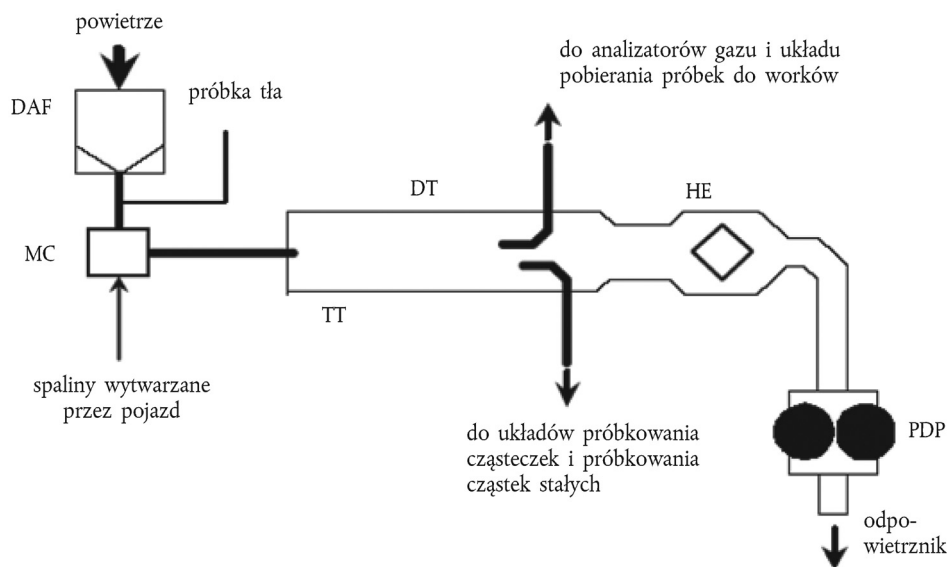 powietrze
DAF
próbka tła
do analizatorów gazu i układu
pobierania próbek do worków
DT
HE
MC
TT
spaliny wytwarzane
przez pojazd
do układów próbkowania
cząsteczek i próbkowania
cząstek stałych
PDP
odpo-
wietrznik